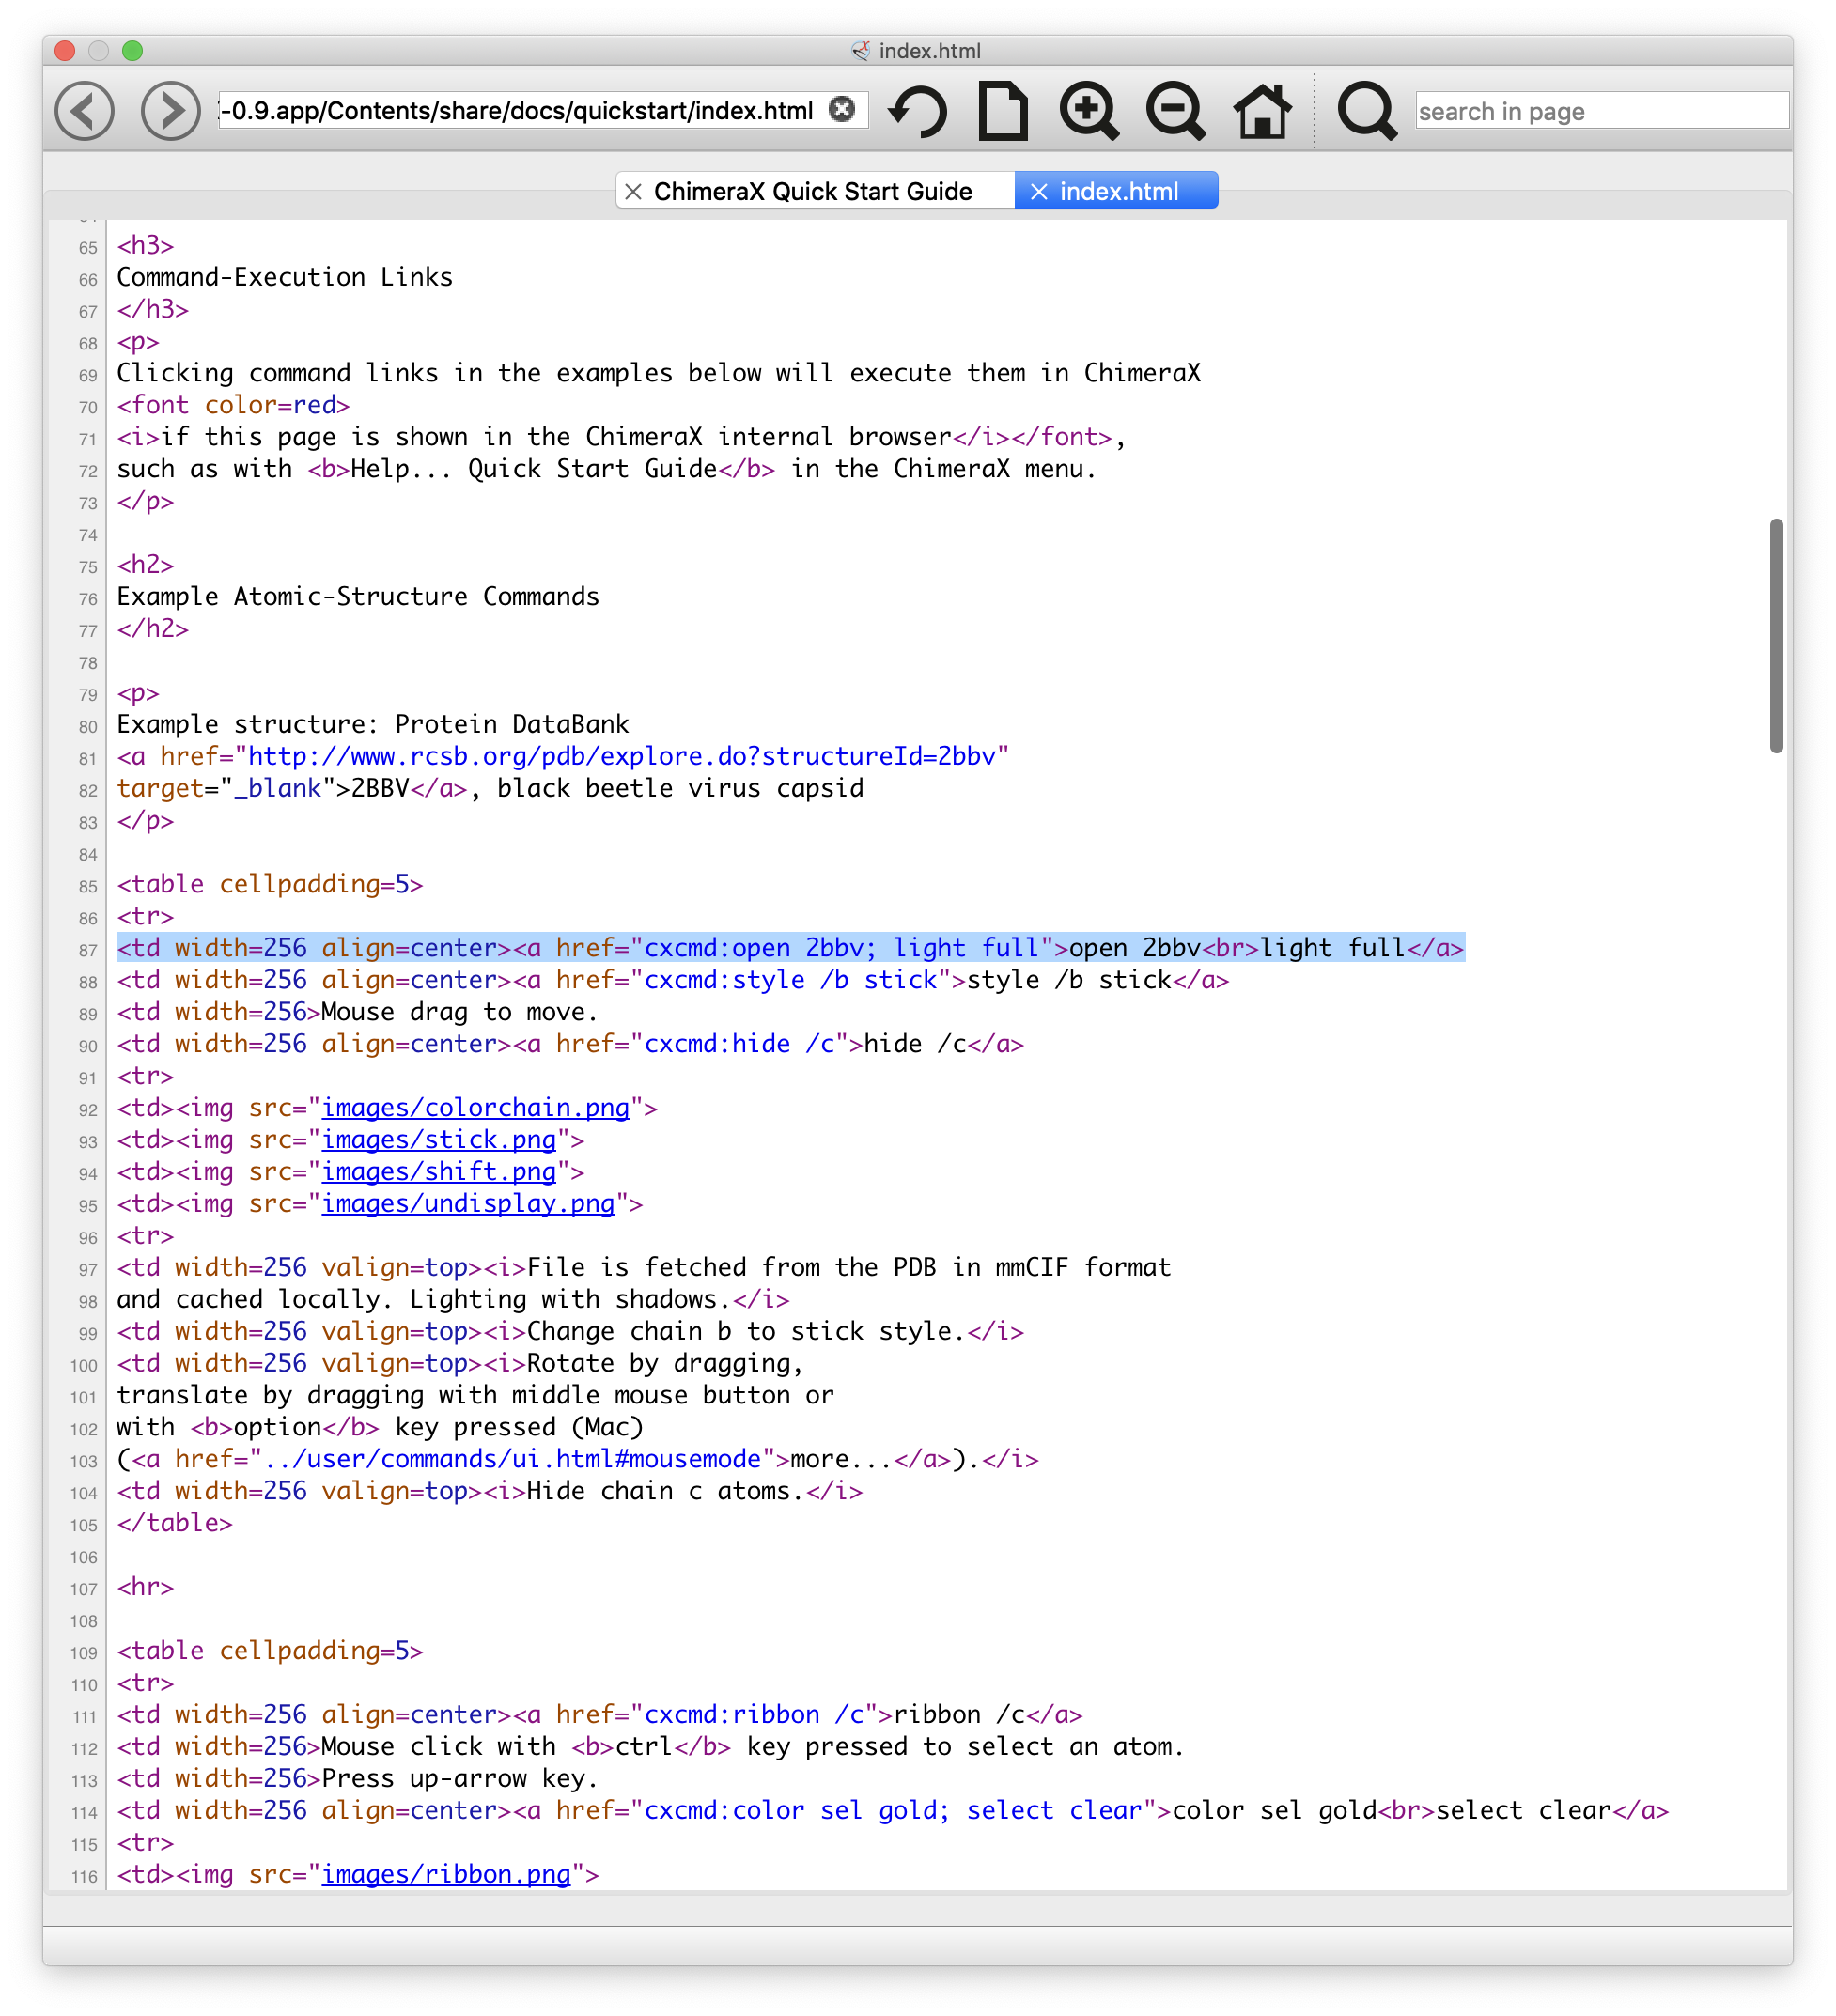 index.html
-0.9.app/Contents/share/docs/quickstart/index.html
search in page
ChimeraX Quick Start Guide
index.html
65 <h3>
66 Command-Execution Links
67 </h3>
68 <p>
69 Clicking command links in the examples below will execute them in ChimeraX
70 <font color=red>
71 <i>if this page is shown in the ChimeraX internal browser</i></font>,
72 such as with <b>Help... Quick Start Guide</b> in the ChimeraX menu.
73 </p>
74
75 <h2>
76 Example Atomic-Structure Commands
77 </h2>
78
79 <p>
80 Example structure: Protein DataBank
81 <a href="http://www.rcsb.org/pdb/explore.do?structureId=2bbv"
82 target="_blank">2BBV</a>, black beetle virus capsid
83 </p>
84
85 <table cellpadding=5>
86 <tr>
87 <td width=256 align=center><a href="cxcmd:open 2bbv; light full">open 2bbv<br>light full</a>
88 <td width=256 align=center><a href="cxcmd:style /b stick">style /b stick</a>
89 <td width=256>Mouse drag to move.
90 <td width=256 align=center><a href="cxcmd:hide /c">hide /c</a>
91 <tr>
92 <td><img src="images/colorchain.png">
93 <td><img src="images/stick.png">
94 <td><img src="images/shift.png">
95 <td><img src="images/undisplay.png">
96 <tr>
97 <td width=256 valign=top><i>File is fetched from the PDB in mmCIF format
98 and cached locally. Lighting with shadows.</i>
99 <td width=256 valign=top><i>Change chain b to stick style.</i>
100 <td width=256 valign=top><i>Rotate by dragging,
101 translate by dragging with middle mouse button or
102 with <b>option</b> key pressed (Mac)
103 (<a href="../user/commands/ui.html#mousemode">more...</a>).</i>
104 <td width=256 valign=top><i>Hide chain c atoms.</i>
105 </table>
106
107 <hr>
108
109 <table cellpadding=5>
110 <tr>
111 <td width=256 align=center><a href="cxcmd:ribbon /c">ribbon /c</a>
112 <td width=256>Mouse click with <b>ctrl</b> key pressed to select an atom.
113 <td width=256>Press up-arrow key.
114 <td width=256 align=center><a href="cxcmd:color sel gold; select clear">color sel gold<br>select clear</a>
115 <tr>
116 <td><img src="images/ribbon.png">